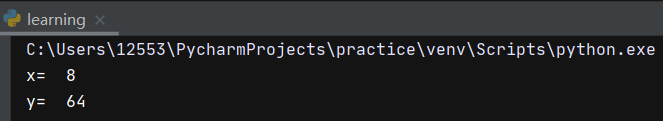 learning
C:\Users\12553\PycharmProjects\practice\venv\Scripts\python.exe
x=  8
y=  64